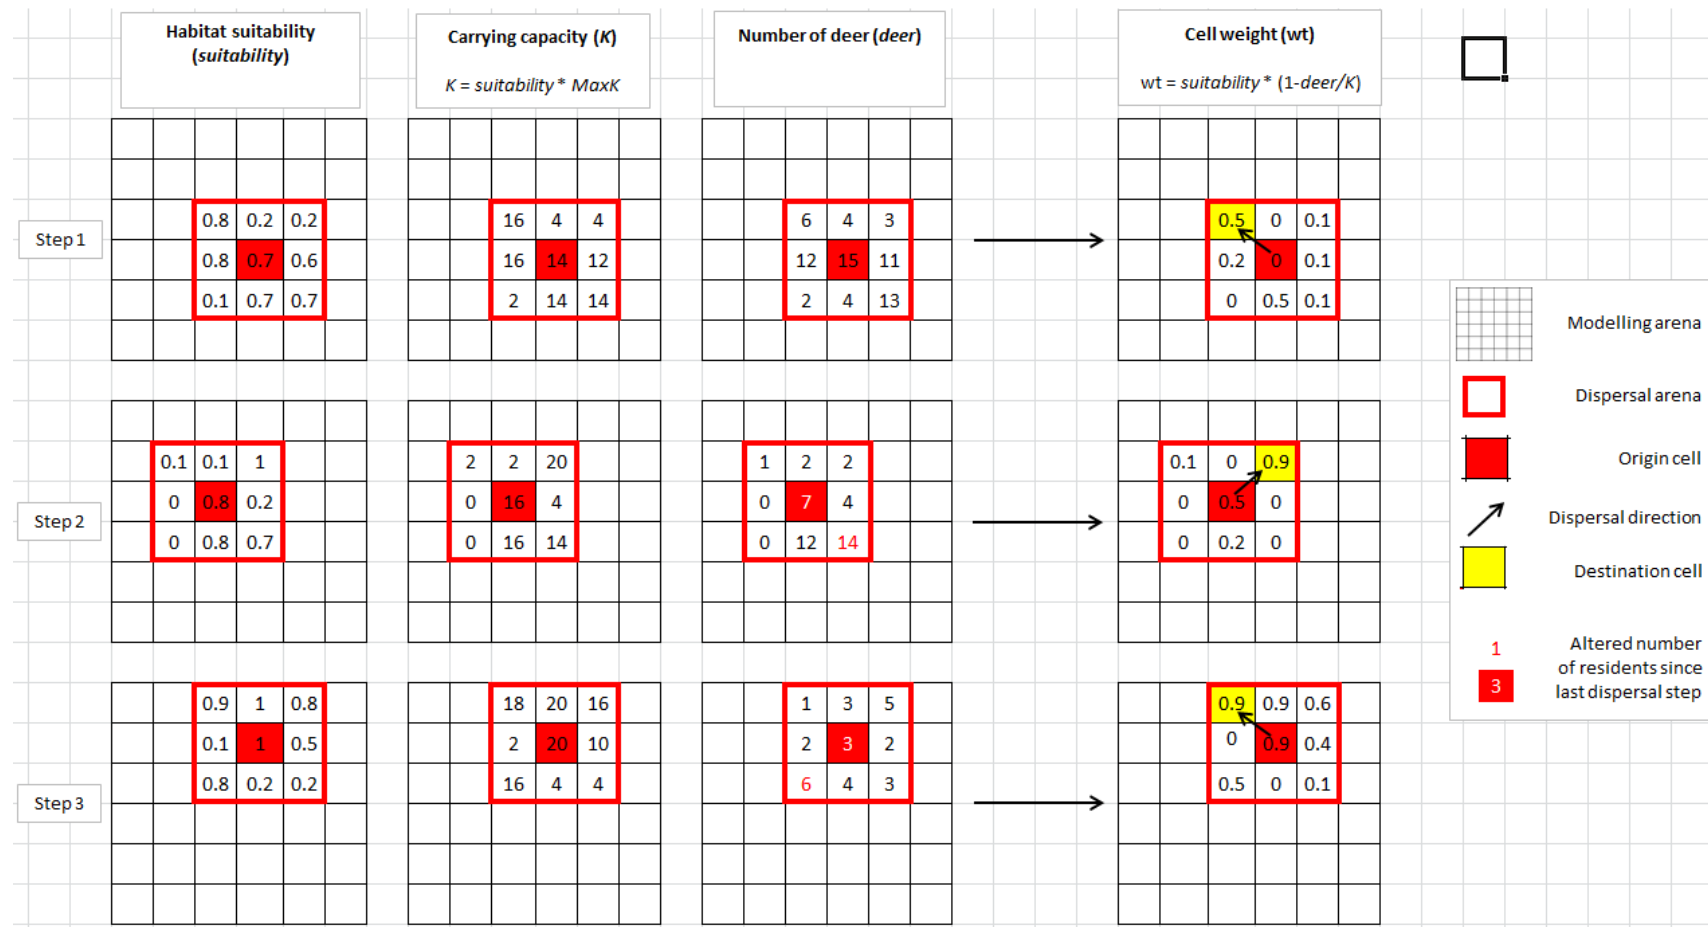 Habitat suitability
(suitability)
Carrying capacity (K)
K = suitability * MaxK
Number of deer (deer)
Cell weight (wt)
wt = suitability * (1-deer/K)
Step 1
0.8 0.2 0.2
0.8 0.7 0.6
0.1 0.7 0.7
16 4 4
16 14 12
2 14 14
6 4 3
12 15 11
2 4 13
0.5 0 0.1
0.2 0 0.1
0 0.5 0.1
Step 2
0.1 0.1 1
0 0.8 0.2
0 0.8 0.7
2 2 20
0 16 4
0 16 14
1 2 2
0 7 4
0 12 14
0.1 0 0.9
0 0.5 0
0 0.2 0
Step 3
0.9 1 0.8
0.1 1 0.5
0.8 0.2 0.2
18 20 16
2 20 10
16 4 4
1 3 5
2 3 2
6 4 3
0.9 0.9 0.6
0 0.9 0.4
0.5 0 0.1
Modelling arena
Dispersal arena
Origin cell
Dispersal direction
Destination cell
1
3
Altered number
of residents since
last dispersal step